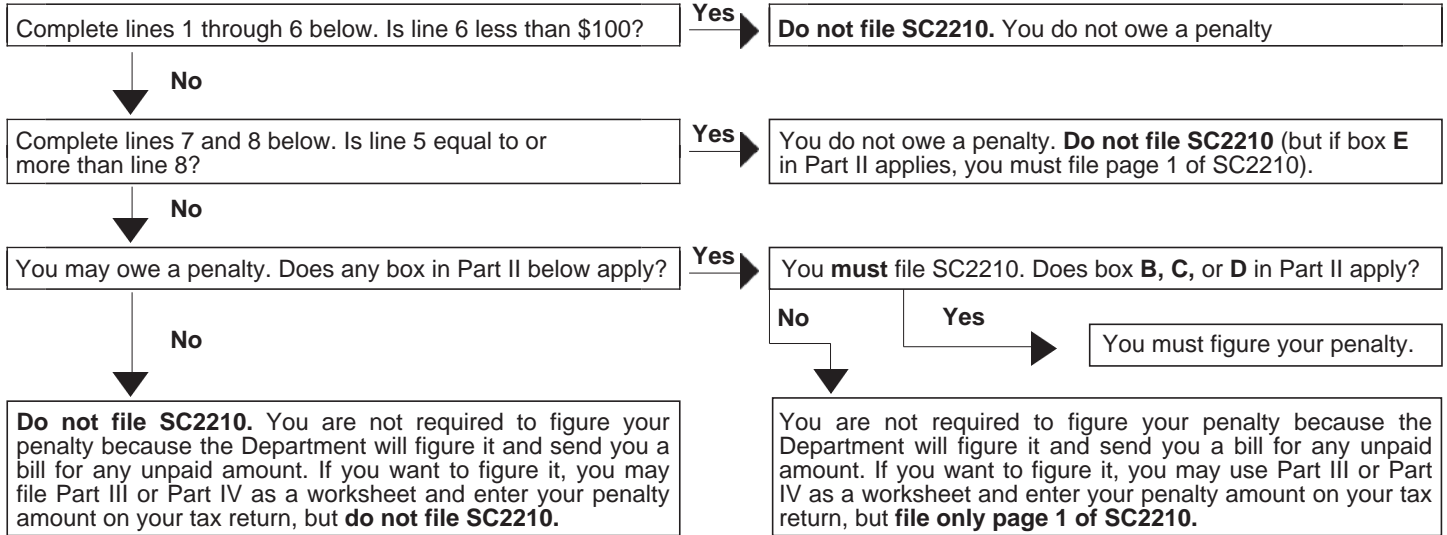 Complete lines 1 through 6 below. Is line 6 less than $100?
Yes
Do not file SC2210. You do not owe a penalty
No
Complete lines 7 and 8 below. Is line 5 equal to or
more than line 8?
Yes
You do not owe a penalty. Do not file SC2210 (but if box E
in Part II applies, you must file page 1 of SC2210).
No
You may owe a penalty. Does any box in Part II below apply?
Yes
You must file SC2210. Does box B, C, or D in Part II apply?
No
No
Yes
You must figure your penalty.
Do not file SC2210. You are not required to figure your
penalty because the Department will figure it and send you a
bill for any unpaid amount. If you want to figure it, you may
file Part III or Part IV as a worksheet and enter your penalty
amount on your tax return, but do not file SC2210.
You are not required to figure your penalty because the
Department will figure it and send you a bill for any unpaid
amount. If you want to figure it, you may use Part III or Part
IV as a worksheet and enter your penalty amount on your tax
return, but file only page 1 of SC2210.